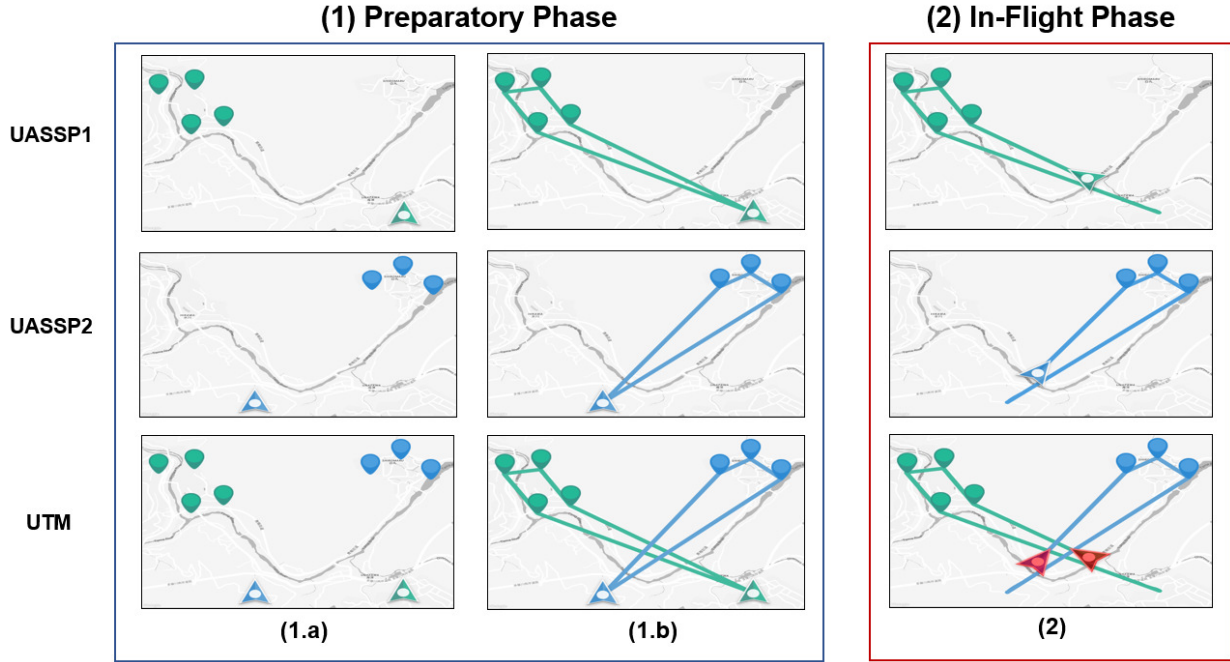 (1) Preparatory Phase
(2) In-Flight Phase
UASSP1
UASSP2
UTM
(1.a)
(1.b)
(2)